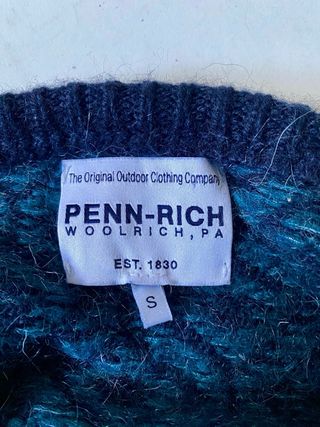 The Original Outdoor Clothing Company
PENN-RICH
WOOLRICH, PA
EST. 1830
S